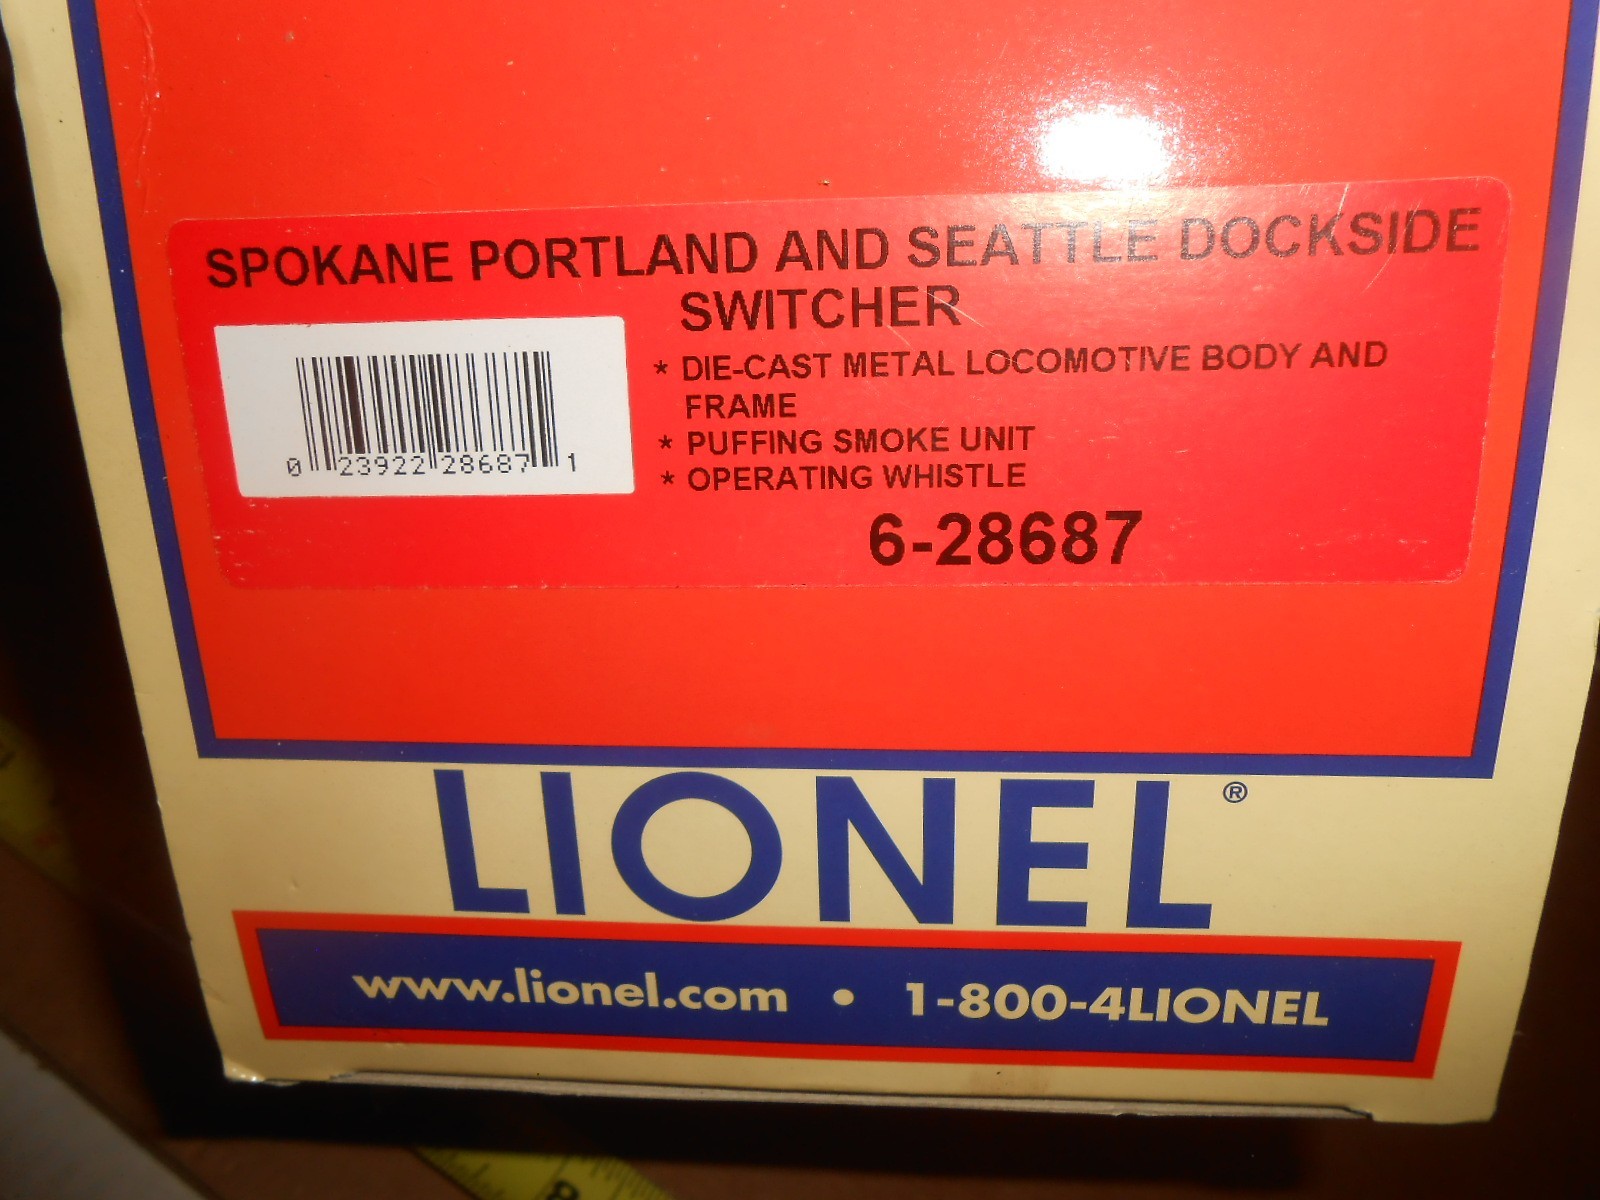 SPOKANE PORTLAND AND SEATTLE DOCKSIDE
SWITCHER
* DIE-CAST METAL LOCOMOTIVE BODY AND
FRAME
* PUFFING SMOKE UNIT
* OPERATING WHISTLE
0 23922 28687 1
6-28687
LIONEL®
www.lionel.com • 1-800-4LIONEL
8